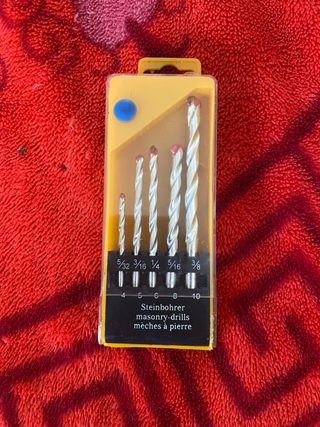 5/32 3/16 1/4 5/16 3/8
4 5 6 8 10
Steinbohrer
masonry-drills
mèches à pierre